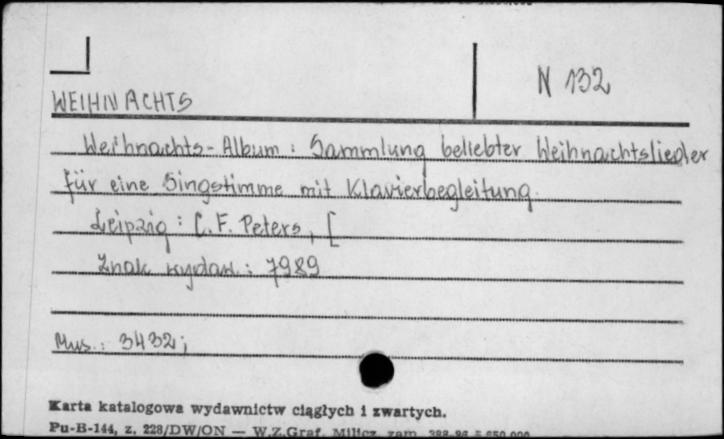 N 132
WEIHNACHTS
Weihnachts-Album : Sammlung beliebter Weihnachtslieder
für eine Singstimme mit Klavierbegleitung.
Leipzig : C. F. Peters, [
Znak wydaw. : 7989
Mus. : 3432;
Karta katalogowa wydawnictw ciągłych i zwartych.
Pu-B-144, z. 228/DW/ON — W.Z.Graf. Milicz zam.